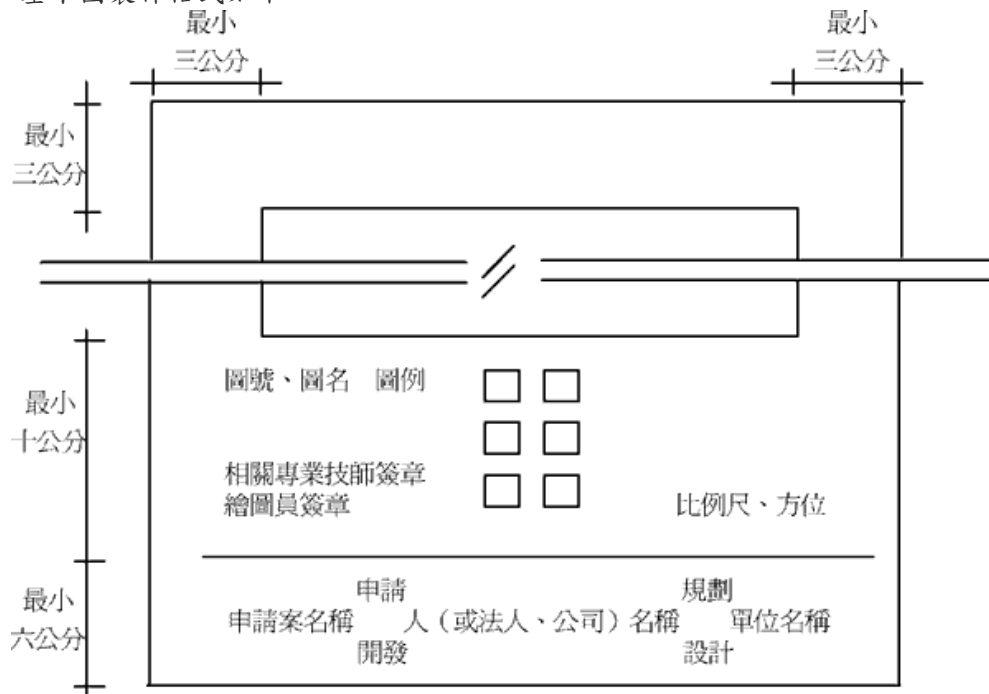 最小
三公分
最小
三公分
最小
三公分
圖號、圖名 圖例
最小
十公分
相關專業技師簽章
繪圖員簽章
比例尺、方位
最小
六公分
申請 規劃
申請案名稱 人（或法人、公司）名稱 單位名稱
開發 設計